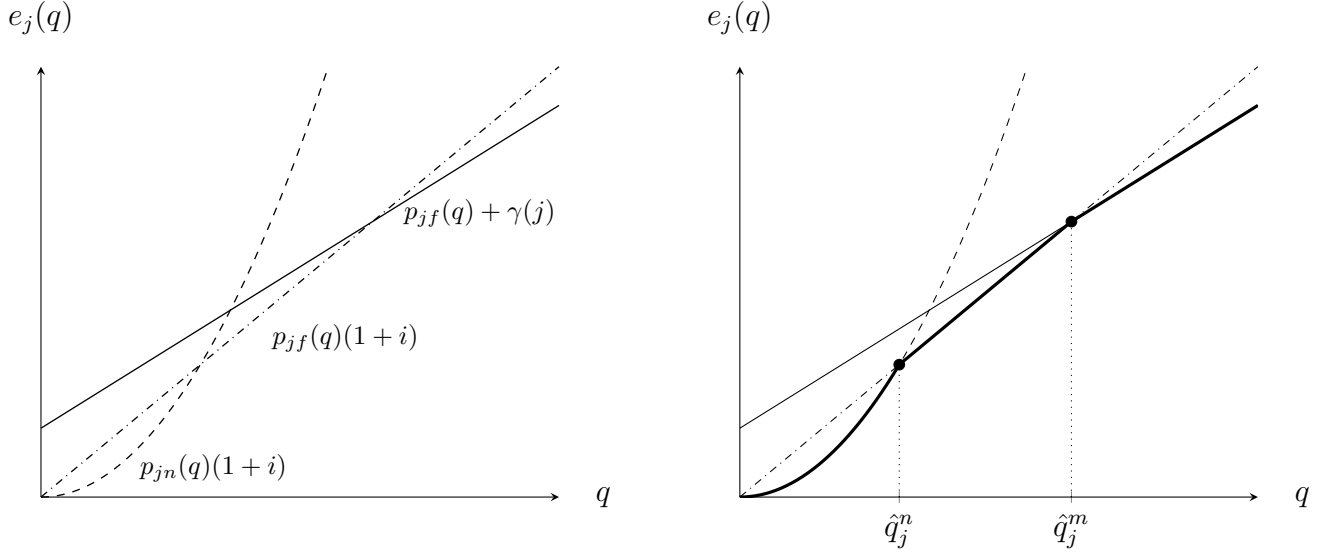 e_j(q)
p_{jf}(q) + γ(j)
p_{jf}(q)(1 + i)
p_{jn}(q)(1 + i)
q
e_j(q)
q
q̂_j^n
q̂_j^m